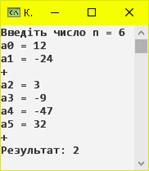 К.
Введіть число n = 6
a0 = 12
a1 = -24
+
a2 = 3
a3 = -9
a4 = -47
a5 = 32
+
Результат: 2